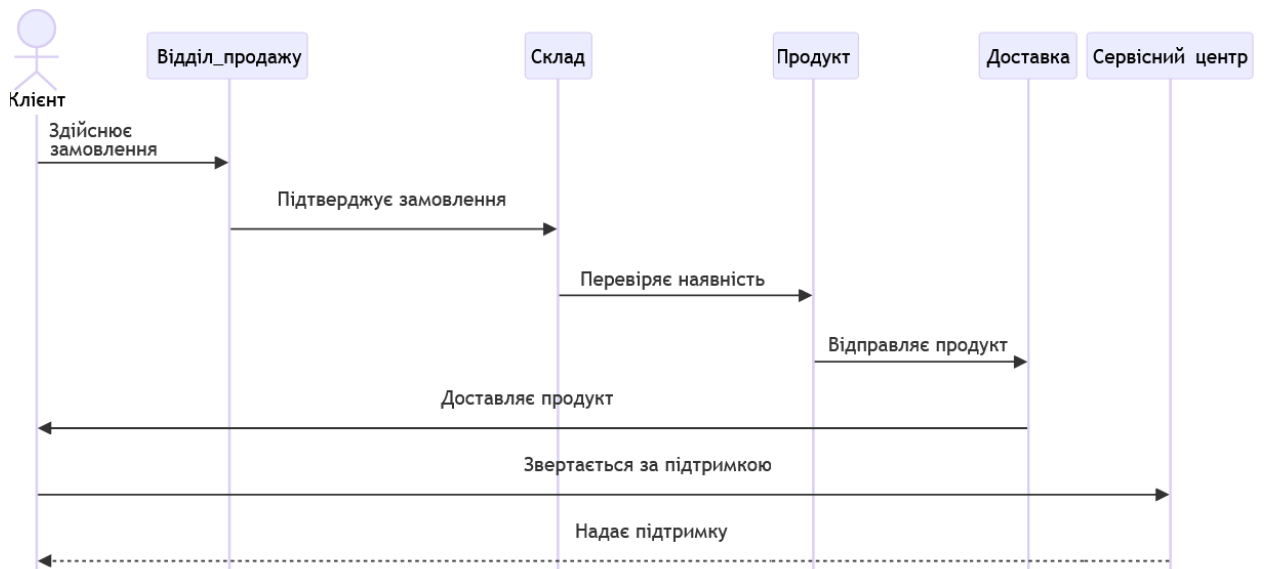 Відділ_продажу
Склад
Продукт
Доставка
Сервісний центр
Клієнт
Здійснює
замовлення
Підтверджує замовлення
Перевіряє наявність
Відправляє продукт
Доставляє продукт
Звертається за підтримкою
Надає підтримку